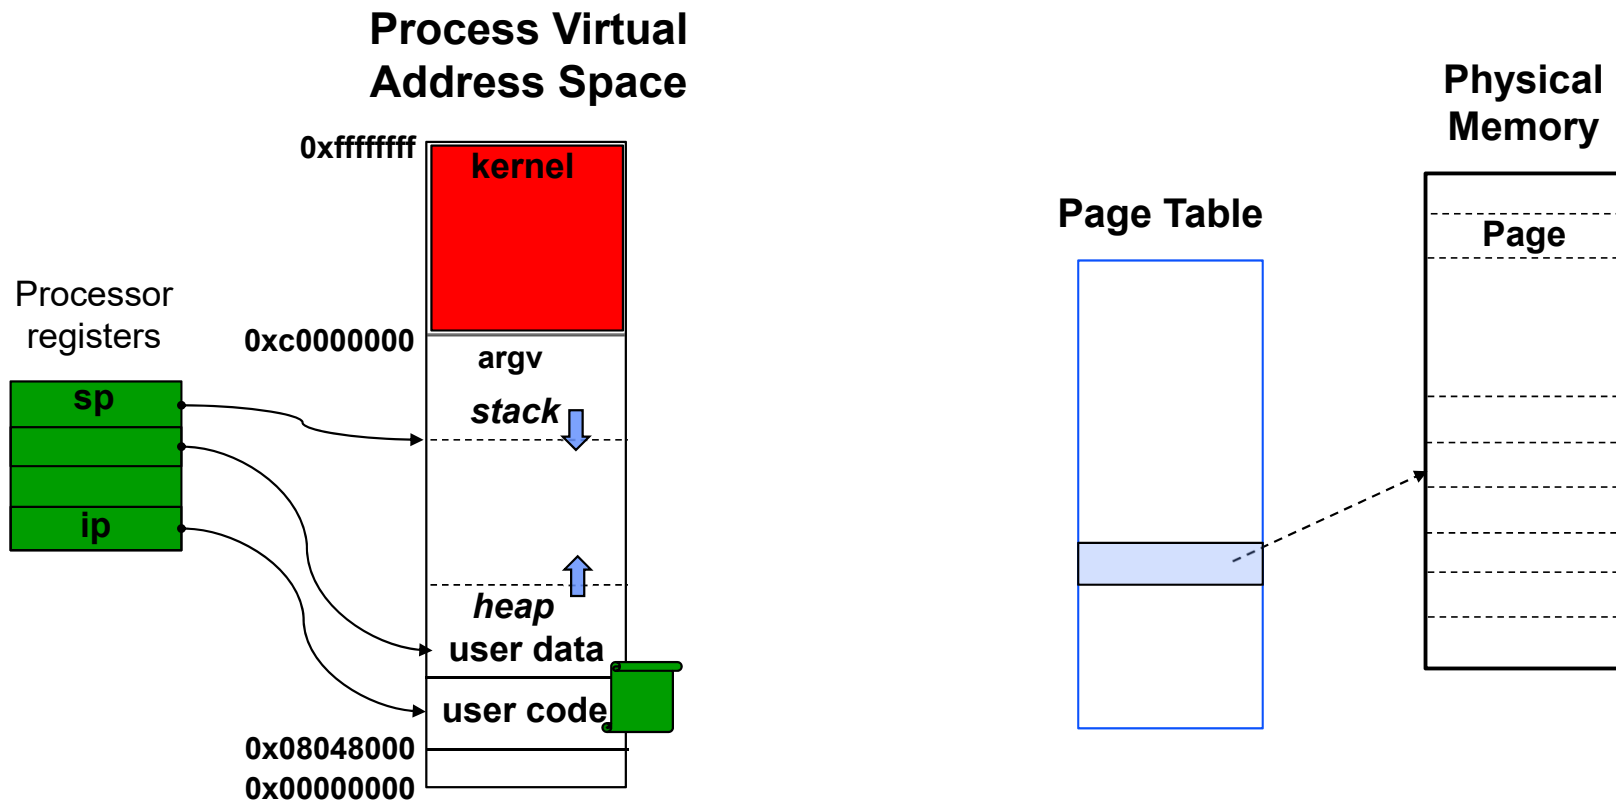 Process Virtual
Address Space
Physical
Memory
0xffffffff
kernel
Page Table
Page
Processor
registers
0xc0000000
argv
sp
stack
ip
heap
user data
user code
0x08048000
0x00000000